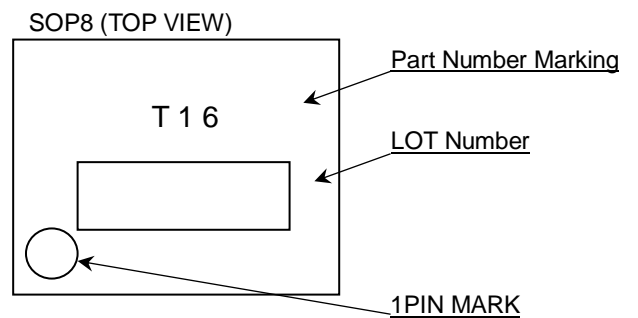 SOP8 (TOP VIEW)
Part Number Marking
T 1 6
LOT Number
1PIN MARK